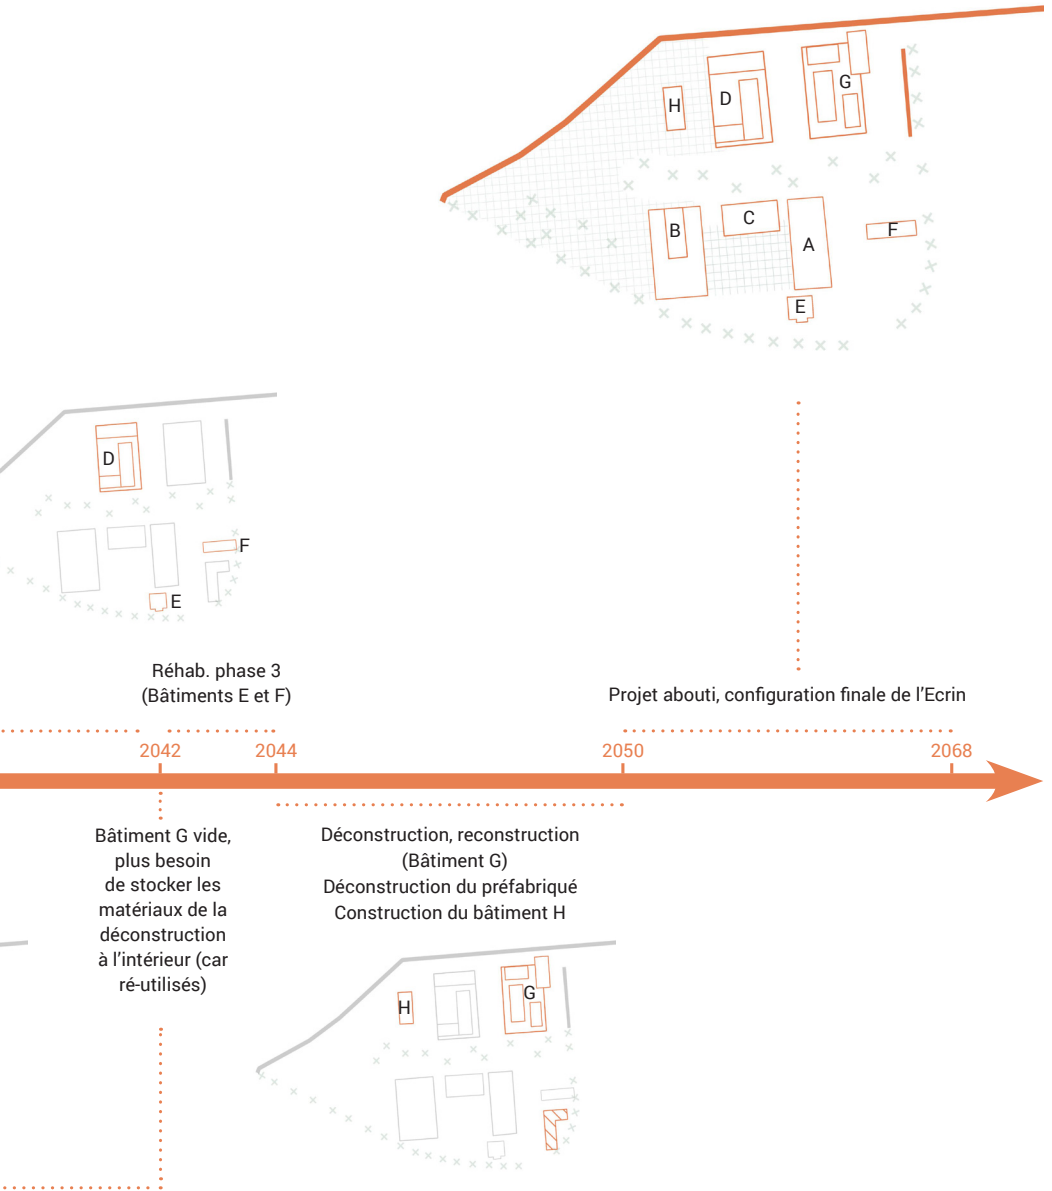 H
D
G
B
C
A
F
E
D
F
E
Réhab. phase 3
(Bâtiments E et F)
Projet abouti, configuration finale de l'Ecrin
2042
2044
2050
2068
Bâtiment G vide,
plus besoin
de stocker les
matériaux de la
déconstruction
à l'intérieur (car
ré-utilisés)
Déconstruction, reconstruction
(Bâtiment G)
Déconstruction du préfabriqué
Construction du bâtiment H
H
G